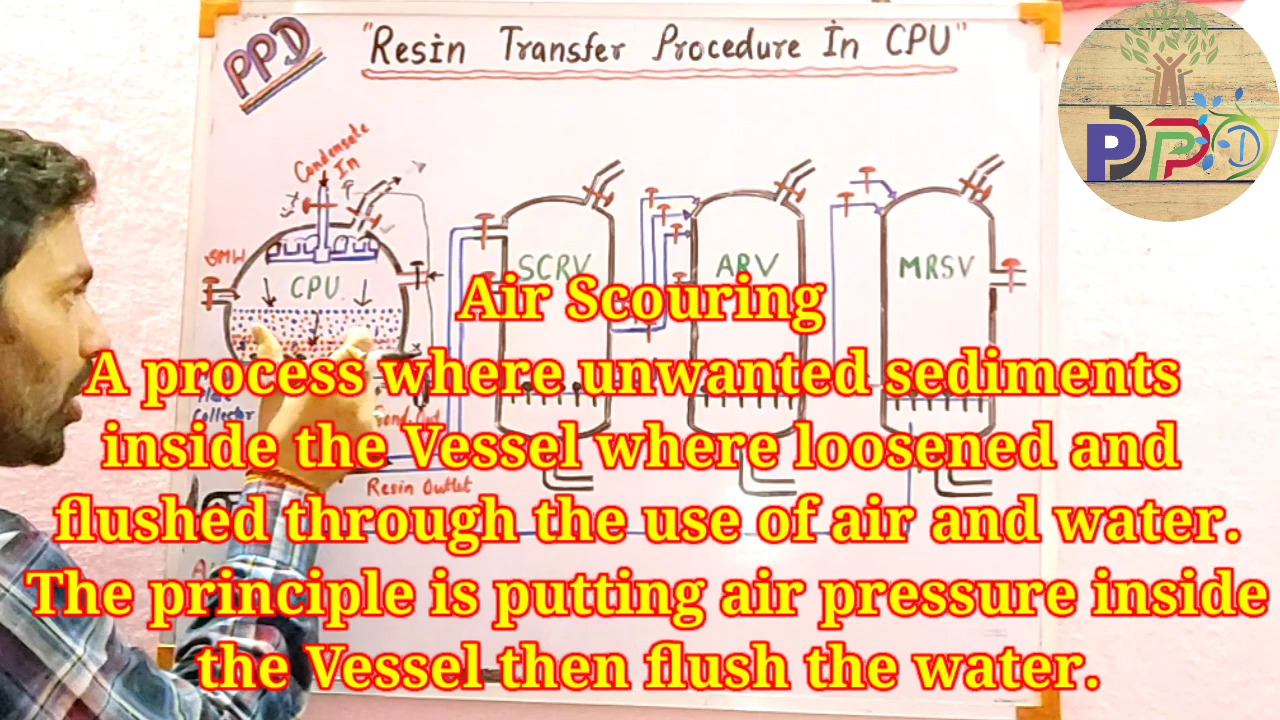 PPD
"Resin Transfer Procedure In CPU"
PPD
Condensate
In
SMW
CPU
SCRV
ARV
MRSV
Air Scouring
A process where unwanted sediments
inside the Vessel where loosened and
Collector
flushed through the use of air and water.
Resin Outlet
The principle is putting air pressure inside
the Vessel then flush the water.